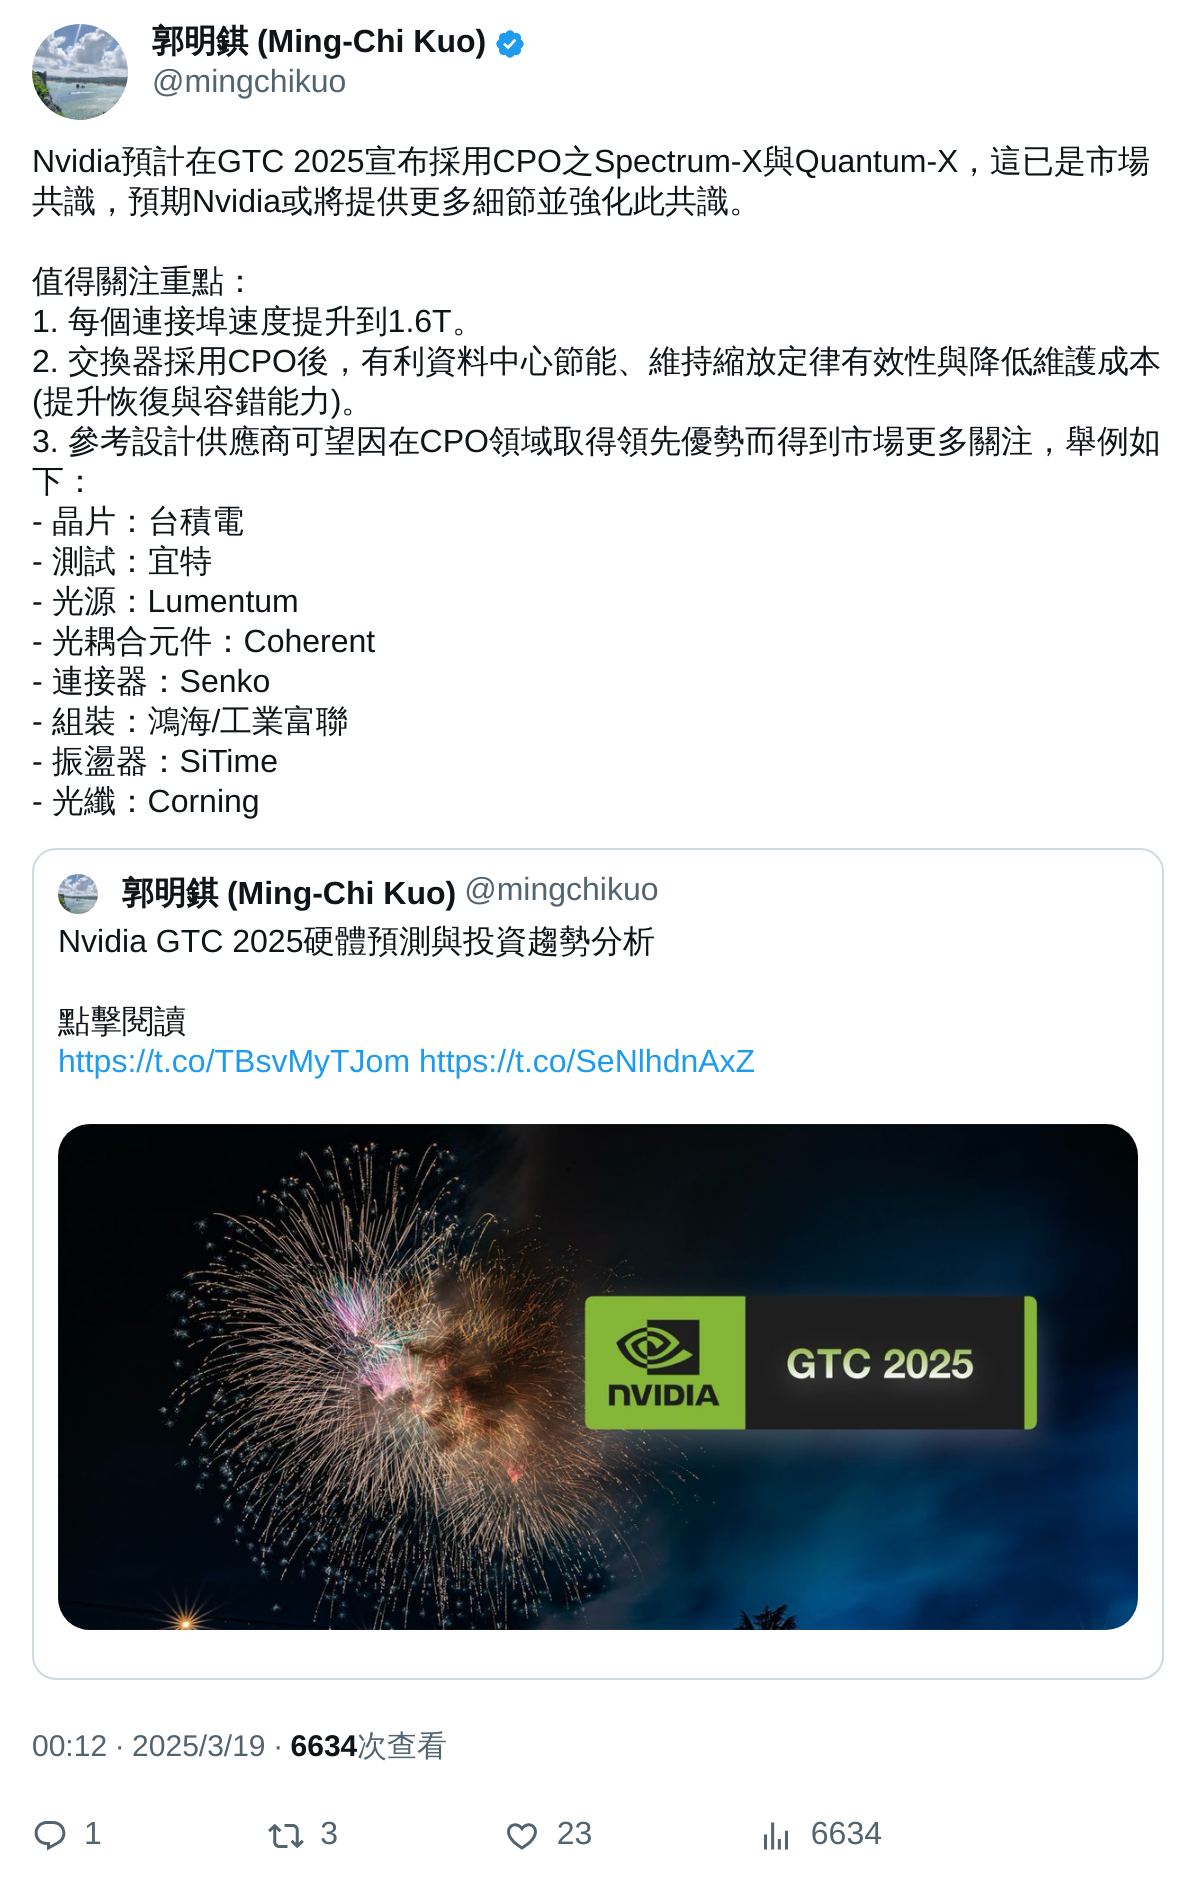 郭明錤 (Ming-Chi Kuo)
@mingchikuo
Nvidia預計在GTC 2025宣布採用CPO之Spectrum-X與Quantum-X，這已是市場
共識，預期Nvidia或將提供更多細節並強化此共識。
值得關注重點：
1. 每個連接埠速度提升到1.6T。
2. 交換器採用CPO後，有利資料中心節能、維持縮放定律有效性與降低維護成本
(提升恢復與容錯能力)。
3. 參考設計供應商可望因在CPO領域取得領先優勢而得到市場更多關注，舉例如
下：
- 晶片：台積電
- 測試：宜特
- 光源：Lumentum
- 光耦合元件：Coherent
- 連接器：Senko
- 組裝：鴻海/工業富聯
- 振盪器：SiTime
- 光纖：Corning
郭明錤 (Ming-Chi Kuo) @mingchikuo
Nvidia GTC 2025硬體預測與投資趨勢分析
點擊閱讀
https://t.co/TBsvMyTJom https://t.co/SeNlhdnAxZ
NVIDIA
GTC 2025
00:12 · 2025/3/19 · 6634次查看
1 3 23 6634